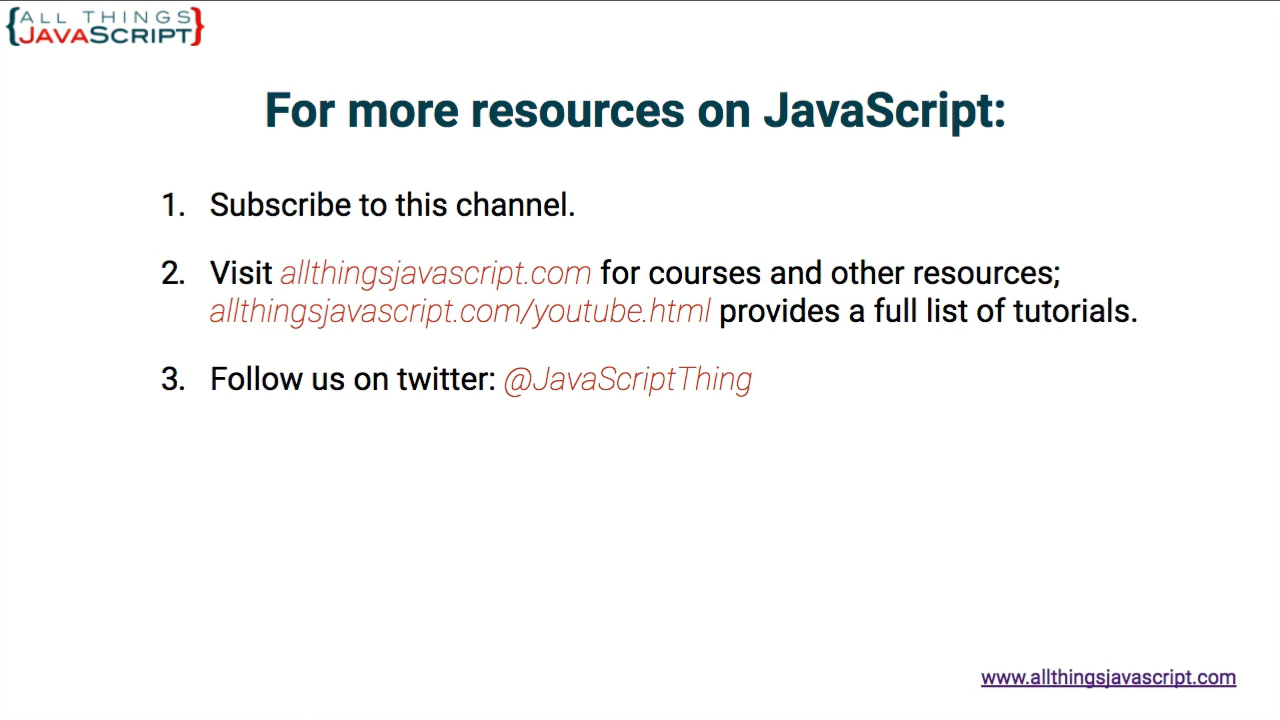 {ALL THINGS
JAVASCRIPT}
For more resources on JavaScript:
1. Subscribe to this channel.
2. Visit allthingsjavascript.com for courses and other resources;
allthingsjavascript.com/youtube.html provides a full list of tutorials.
3. Follow us on twitter: @JavaScriptThing
www.allthingsjavascript.com